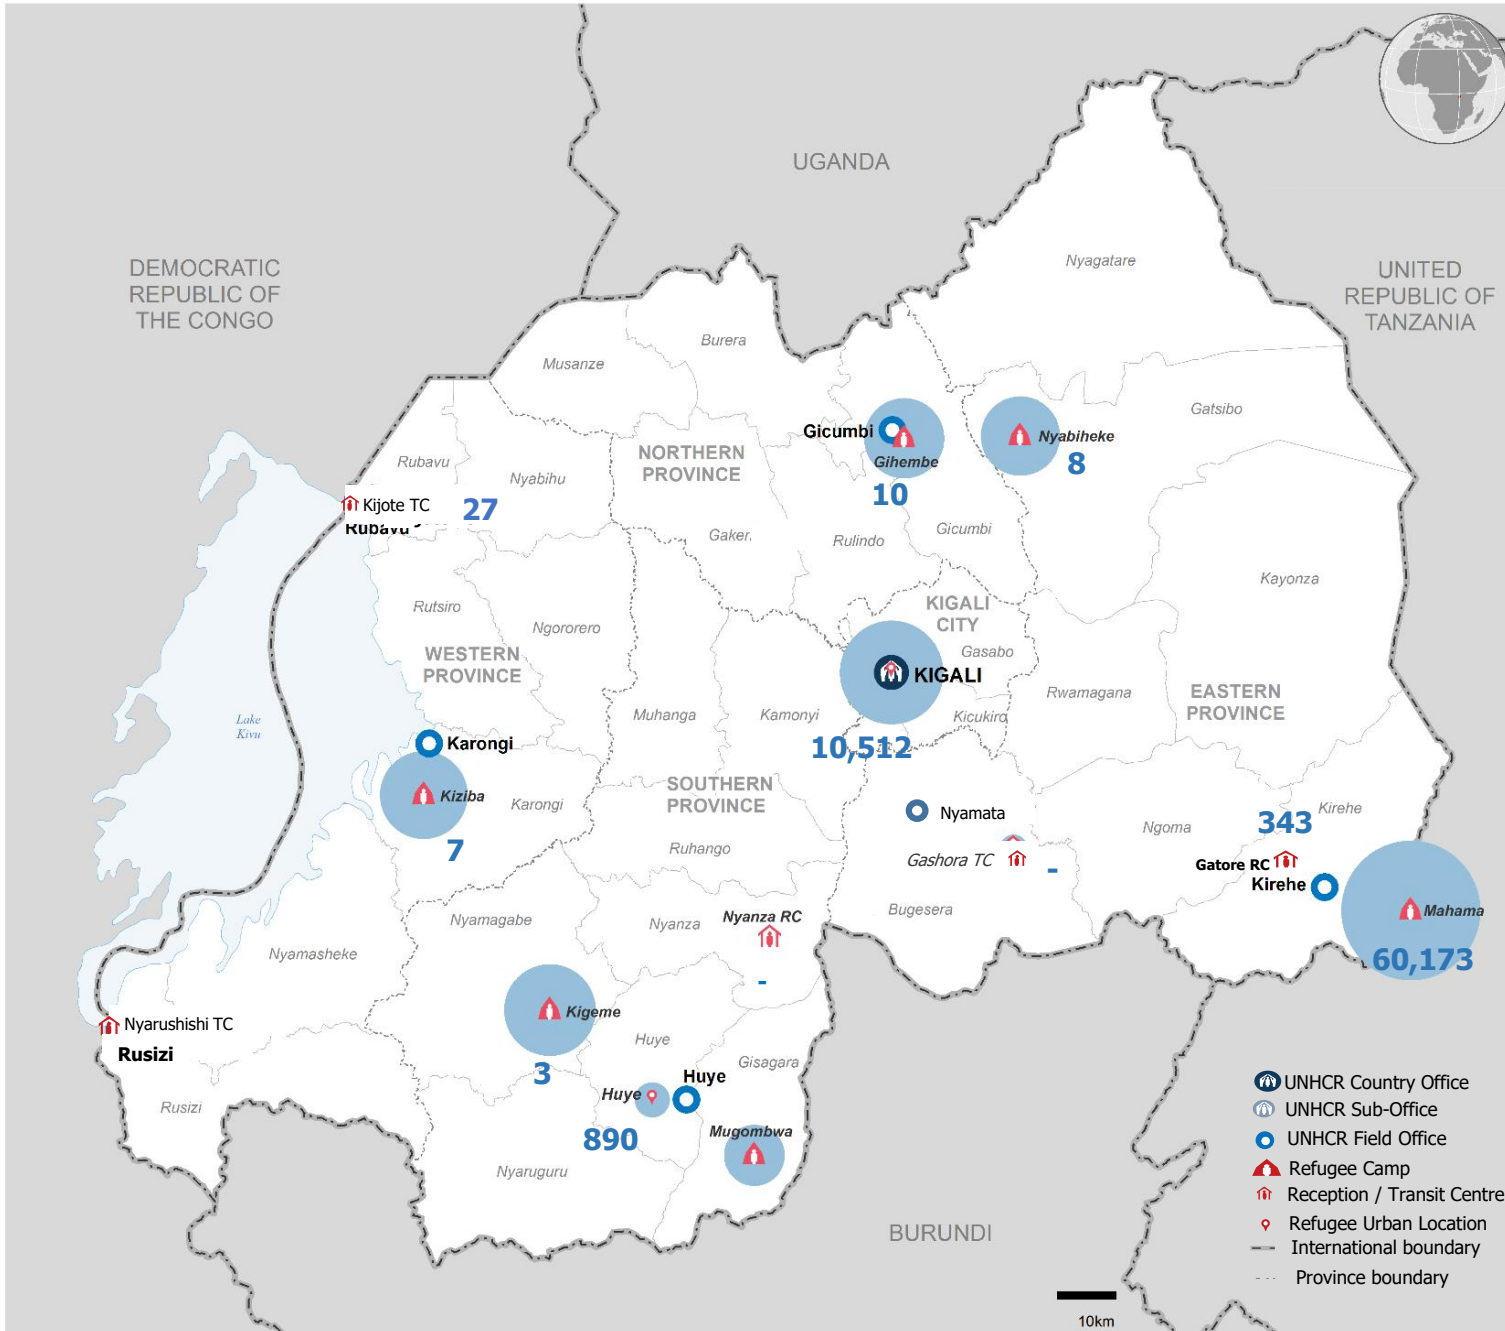 UGANDA
DEMOCRATIC
REPUBLIC OF
THE CONGO
UNITED
REPUBLIC OF
TANZANIA
Nyagatare
Burera
Musanze
Gatsibo
Gicumbi
Gihembe
10
Nyabiheke
8
NORTHERN
PROVINCE
Rubavu
Nyabihu
Kijote TC
27
Rubavu
Gaker
Rulindo
Gicumbi
Kayonza
Rutsiro
Ngororero
KIGALI
CITY
Gasabo
WESTERN
PROVINCE
KIGALI
Rwamagana
EASTERN
PROVINCE
Muhanga
Kamonyi
Kicukiro
10,512
Lake
Kivu
Karongi
Kiziba
Karongi
7
SOUTHERN
PROVINCE
Nyamata
Ngoma
Kirehe
343
Ruhango
Gashora TC
-
Gatore RC
Kirehe
Mahama
60,173
Nyamagabe
Nyanza
Nyanza RC
-
Bugesera
Nyamasheke
Kigeme
3
Nyarushishi TC
Rusizi
Rusizi
Huye
Gisagara
Huye
Huye
890
Mugombwa
Nyaruguru
BURUNDI
UNHCR Country Office
UNHCR Sub-Office
UNHCR Field Office
Refugee Camp
Reception / Transit Centre
Refugee Urban Location
International boundary
Province boundary
10km